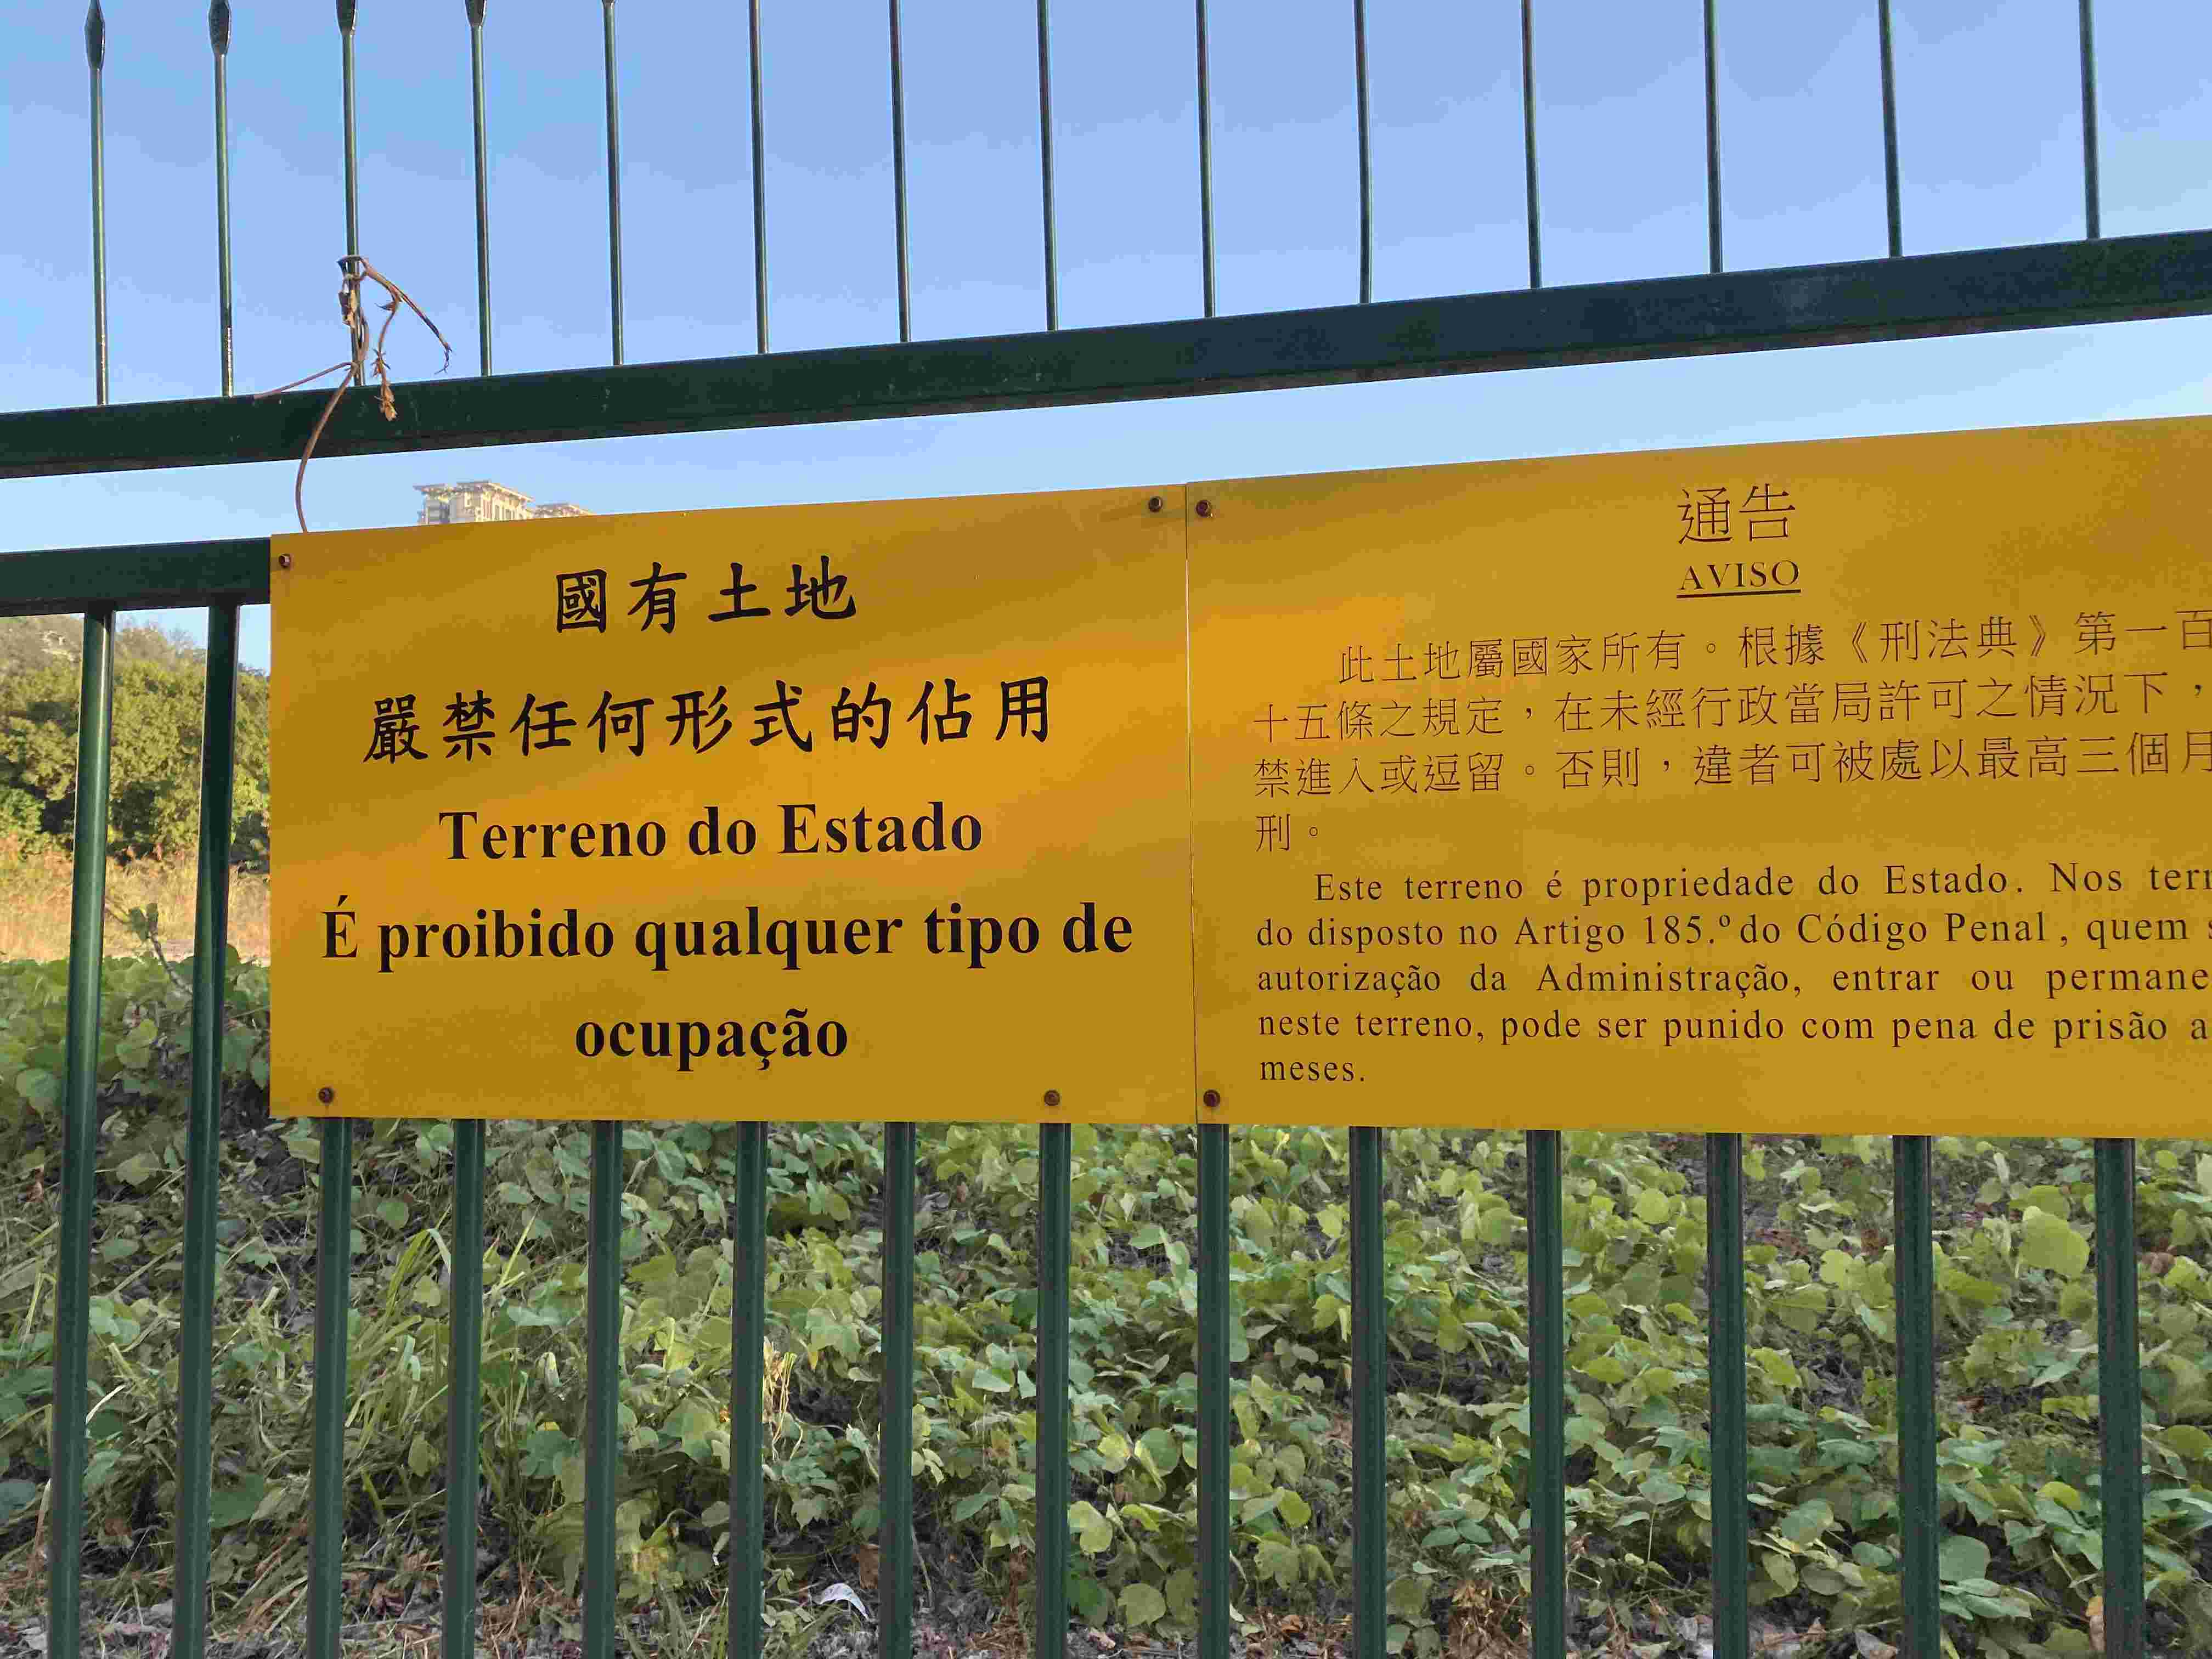 國有土地
嚴禁任何形式的佔用
Terreno do Estado
É proibido qualquer tipo de
ocupação
通告
AVISO
此土地屬國家所有。根據《刑法典》第一百
十五條之規定，在未經行政當局許可之情況下，
禁進入或逗留。否則，違者可被處以最高三個月
刑。
Este terreno é propriedade do Estado. Nos
do disposto no Artigo 185.º do Código Penal, quem
autorização da Administração, entrar ou
neste terreno, pode ser punido com pena de prisão
meses.